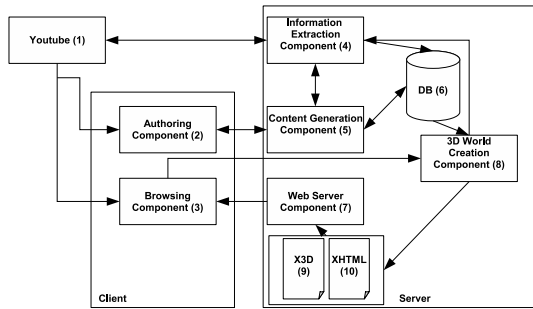 Youtube (1)
Information
Extraction
Component (4)
DB (6)
Authoring
Component (2)
Content Generation
Component (5)
3D World
Creation
Component (8)
Browsing
Component (3)
Web Server
Component (7)
X3D
(9)
XHTML
(10)
Client
Server